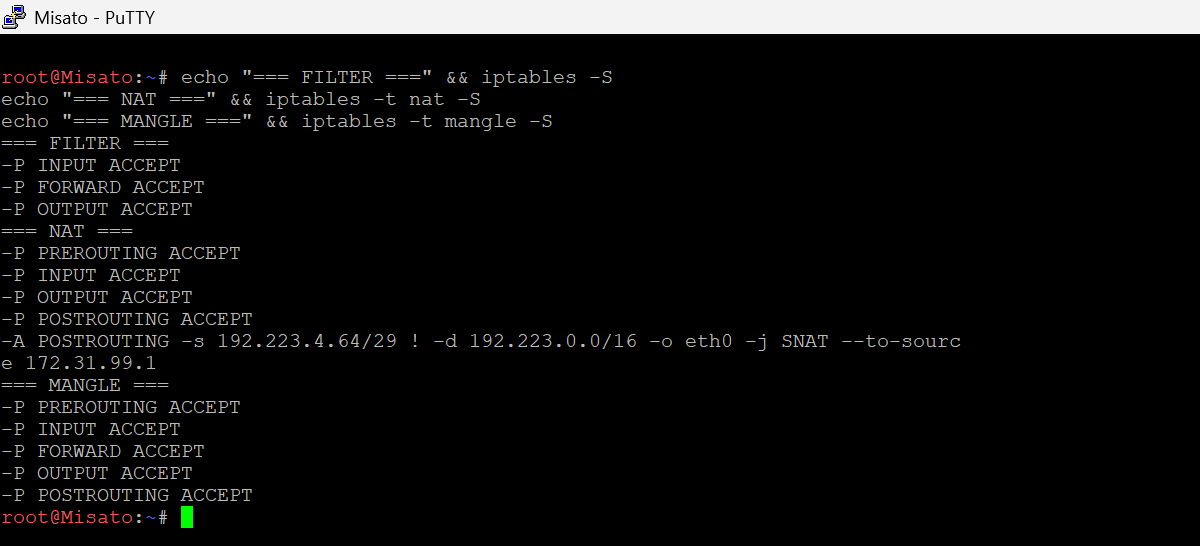 Misato - PuTTY
root@Misato:~# echo "=== FILTER ===" && iptables -S
echo "=== NAT ===" && iptables -t nat -S
echo "=== MANGLE ===" && iptables -t mangle -S
=== FILTER ===
-P INPUT ACCEPT
-P FORWARD ACCEPT
-P OUTPUT ACCEPT
=== NAT ===
-P PREROUTING ACCEPT
-P INPUT ACCEPT
-P OUTPUT ACCEPT
-P POSTROUTING ACCEPT
-A POSTROUTING -s 192.223.4.64/29 ! -d 192.223.0.0/16 -o eth0 -j SNAT --to-sourc
e 172.31.99.1
=== MANGLE ===
-P PREROUTING ACCEPT
-P INPUT ACCEPT
-P FORWARD ACCEPT
-P OUTPUT ACCEPT
-P POSTROUTING ACCEPT
root@Misato:~#